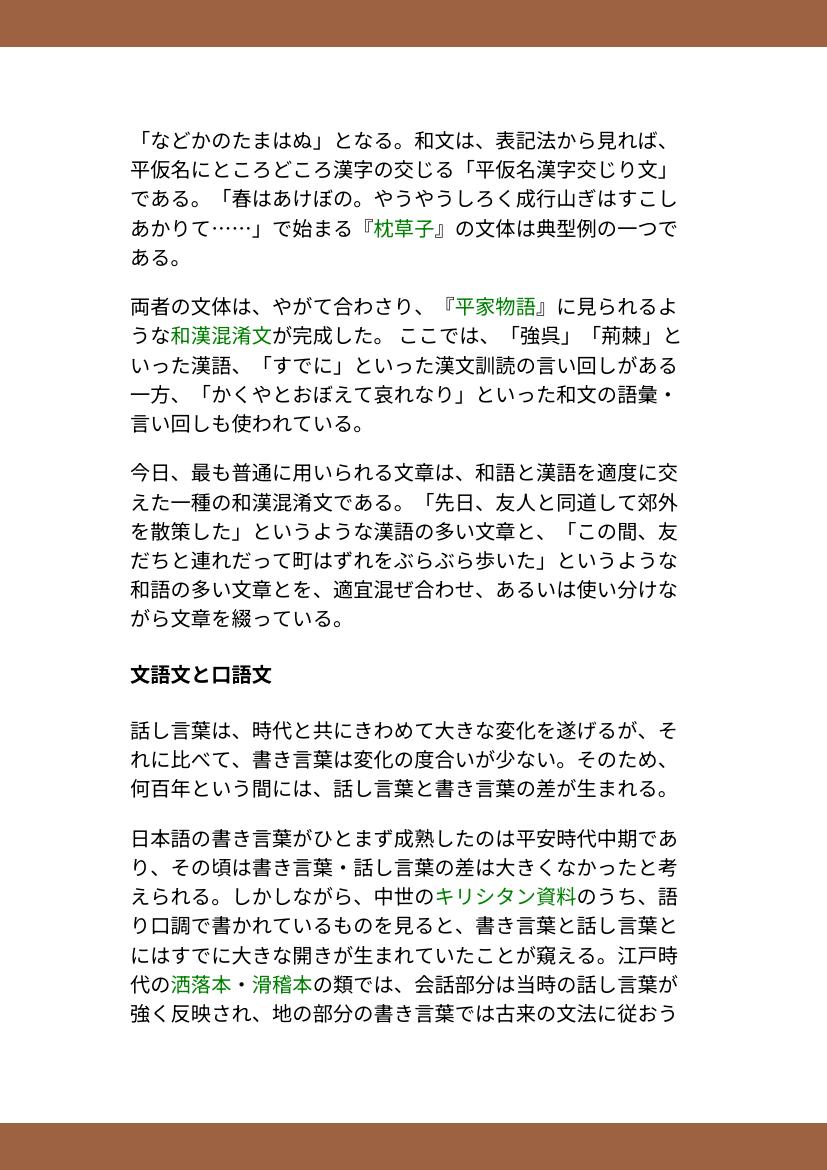 「などかのたまはぬ」となる。和文は、表記法から見れば、
平仮名にところどころ漢字の交じる「平仮名漢字交じり文」
である。「春はあけぼの。やうやうしろく成行山ぎはすこし
あかりて……」で始まる『枕草子』の文体は典型例の一つで
ある。
両者の文体は、やがて合わさり、『平家物語』に見られるよ
うな和漢混淆文が完成した。 ここでは、「強呉」「荊棘」と
いった漢語、「すでに」といった漢文訓読の言い回しがある
一方、「かくやとおぼえて哀れなり」といった和文の語彙・
言い回しも使われている。
今日、最も普通に用いられる文章は、和語と漢語を適度に交
えた一種の和漢混淆文である。「先日、友人と同道して郊外
を散策した」というような漢語の多い文章と、「この間、友
だちと連れだって町はずれをぶらぶら歩いた」というような
和語の多い文章とを、適宜混ぜ合わせ、あるいは使い分けな
がら文章を綴っている。
文語文と口語文
話し言葉は、時代と共にきわめて大きな変化を遂げるが、そ
れに比べて、書き言葉は変化の度合いが少ない。そのため、
何百年という間には、話し言葉と書き言葉の差が生まれる。
日本語の書き言葉がひとまず成熟したのは平安時代中期であ
り、その頃は書き言葉・話し言葉の差は大きくなかったと考
えられる。しかしながら、中世のキリシタン資料のうち、語
り口調で書かれているものを見ると、書き言葉と話し言葉と
にはすでに大きな開きが生まれていたことが窺える。江戸時
代の洒落本・滑稽本の類では、会話部分は当時の話し言葉が
強く反映され、地の部分の書き言葉では古来の文法に従おう